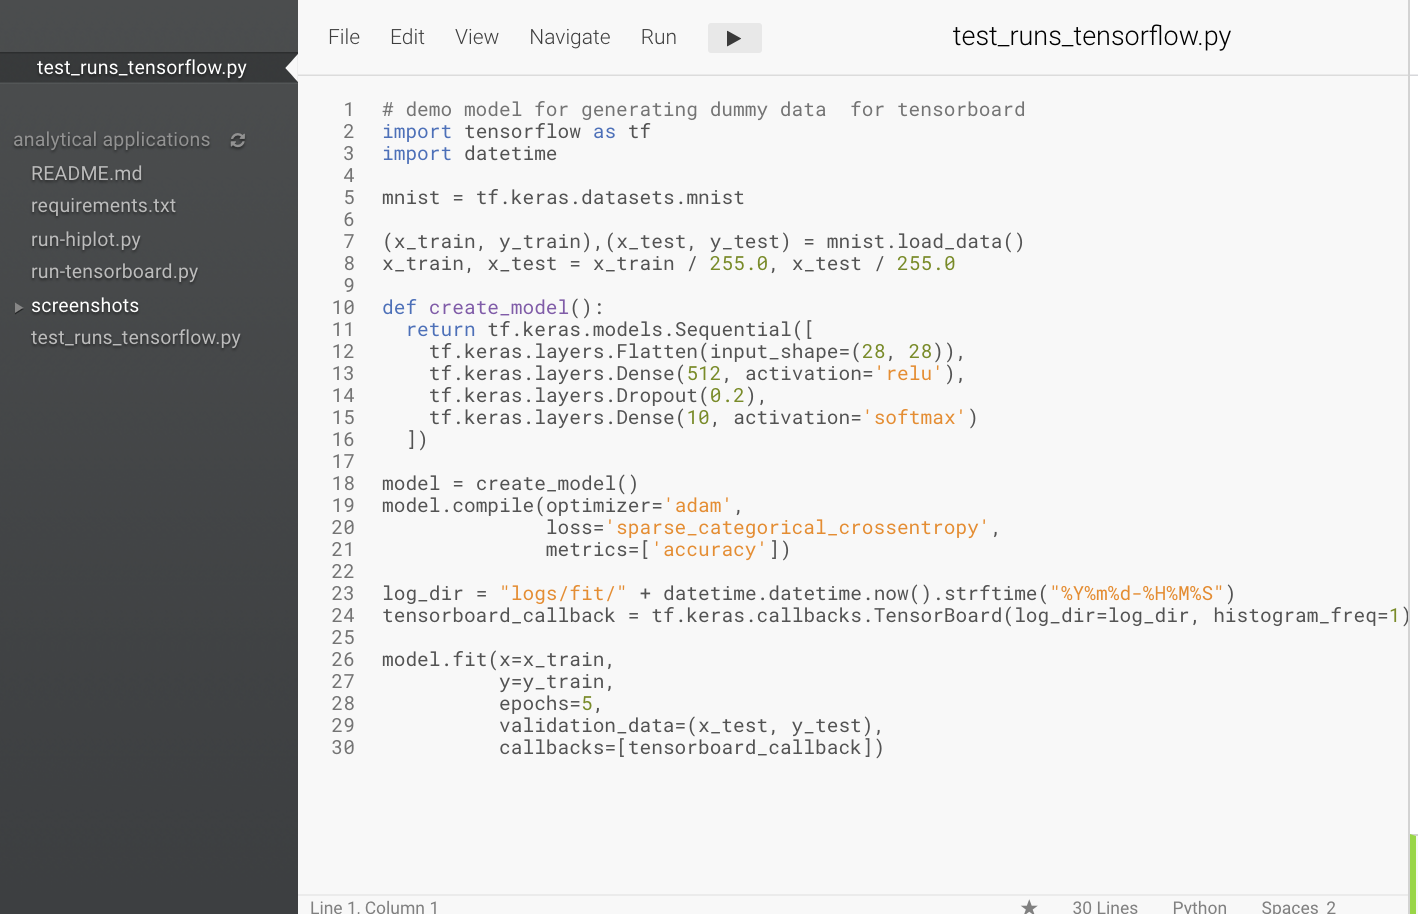 File Edit View Navigate Run
test_runs_tensorflow.py
test_runs_tensorflow.py
analytical applications
README.md
requirements.txt
run-hiplot.py
run-tensorboard.py
screenshots
test_runs_tensorflow.py
1 # demo model for generating dummy data  for tensorboard
2 import tensorflow as tf
3 import datetime
4
5 mnist = tf.keras.datasets.mnist
6
7 (x_train, y_train),(x_test, y_test) = mnist.load_data()
8 x_train, x_test = x_train / 255.0, x_test / 255.0
9
10 def create_model():
11   return tf.keras.models.Sequential([
12     tf.keras.layers.Flatten(input_shape=(28, 28)),
13     tf.keras.layers.Dense(512, activation='relu'),
14     tf.keras.layers.Dropout(0.2),
15     tf.keras.layers.Dense(10, activation='softmax')
16   ])
17
18 model = create_model()
19 model.compile(optimizer='adam',
20               loss='sparse_categorical_crossentropy',
21               metrics=['accuracy'])
22
23 log_dir = "logs/fit/" + datetime.datetime.now().strftime("%Y%m%d-%H%M%S")
24 tensorboard_callback = tf.keras.callbacks.TensorBoard(log_dir=log_dir, histogram_freq=1)
25
26 model.fit(x=x_train,
27           y=y_train,
28           epochs=5,
29           validation_data=(x_test, y_test),
30           callbacks=[tensorboard_callback])
Line 1, Column 1 ★ 30 Lines Python Spaces 2